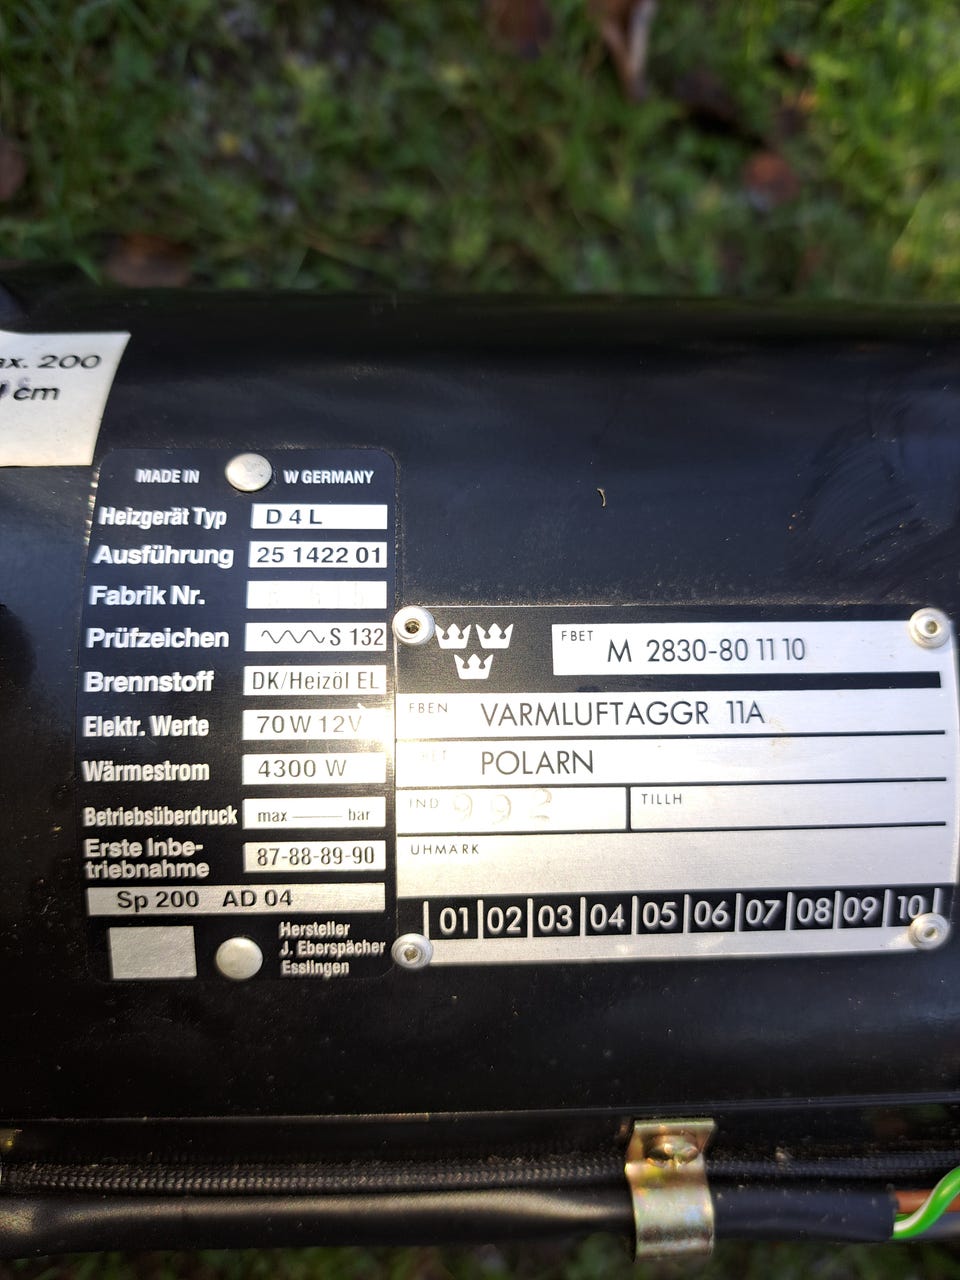 ax. 200
cm
MADE IN W GERMANY
Heizgerät Typ D 4 L
Ausführung 25 1422 01
Fabrik Nr.
Prüfzeichen S 132
Brennstoff DK/Heizöl EL
Elektr. Werte 70 W 12V
Wärmestrom 4300 W
Betriebsüberdruck max bar
Erste Inbe-
triebnahme 87-88-89-90
Sp 200 AD 04
Hersteller
J. Eberspächer
Esslingen
FBET M 2830-80 11 10
FBEN VARMLUFTAGGR 11A
POLARN
IND 992 TILLH
UHMARK
01 02 03 04 05 06 07 08 09 10